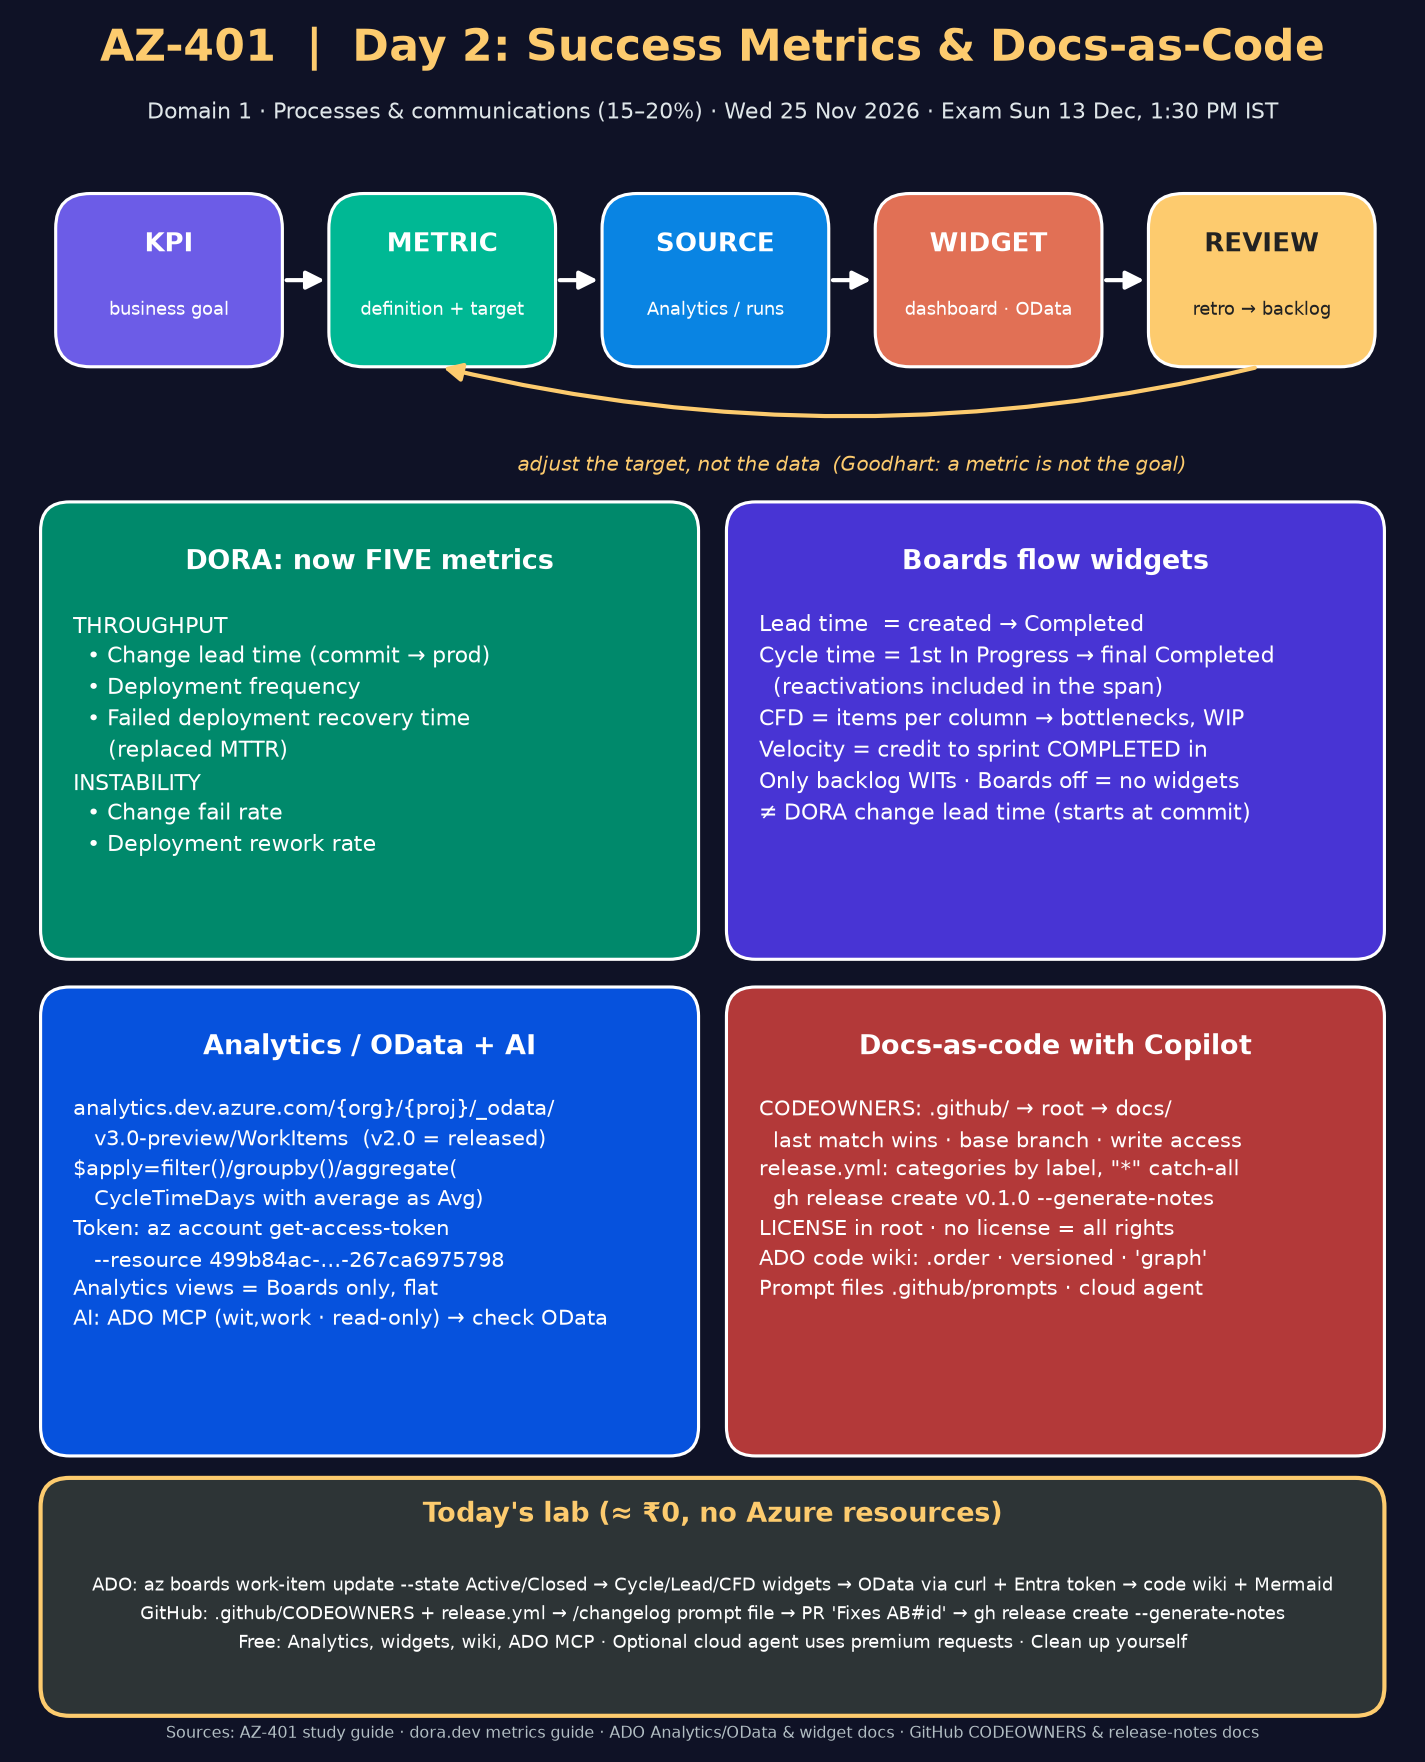 AZ-401 | Day 2: Success Metrics & Docs-as-Code
Domain 1 · Processes & communications (15–20%) · Wed 25 Nov 2026 · Exam Sun 13 Dec, 1:30 PM IST
KPI
business goal
METRIC
definition + target
SOURCE
Analytics / runs
WIDGET
dashboard · OData
REVIEW
retro → backlog
adjust the target, not the data (Goodhart: a metric is not the goal)
DORA: now FIVE metrics
THROUGHPUT
• Change lead time (commit → prod)
• Deployment frequency
• Failed deployment recovery time
(replaced MTTR)
INSTABILITY
• Change fail rate
• Deployment rework rate
Boards flow widgets
Lead time = created → Completed
Cycle time = 1st In Progress → final Completed
(reactivations included in the span)
CFD = items per column → bottlenecks, WIP
Velocity = credit to sprint COMPLETED in
Only backlog WITs · Boards off = no widgets
≠ DORA change lead time (starts at commit)
Analytics / OData + AI
analytics.dev.azure.com/{org}/{proj}/_odata/
v3.0-preview/WorkItems (v2.0 = released)
$apply=filter()/groupby()/aggregate(
CycleTimeDays with average as Avg)
Token: az account get-access-token
--resource 499b84ac-…-267ca6975798
Analytics views = Boards only, flat
AI: ADO MCP (wit,work · read-only) → check OData
Docs-as-code with Copilot
CODEOWNERS: .github/ → root → docs/
last match wins · base branch · write access
release.yml: categories by label, "*" catch-all
gh release create v0.1.0 --generate-notes
LICENSE in root · no license = all rights
ADO code wiki: .order · versioned · 'graph'
Prompt files .github/prompts · cloud agent
Today's lab (≈ ₹0, no Azure resources)
ADO: az boards work-item update --state Active/Closed → Cycle/Lead/CFD widgets → OData via curl + Entra token → code wiki + Mermaid
GitHub: .github/CODEOWNERS + release.yml → /changelog prompt file → PR 'Fixes AB#id' → gh release create --generate-notes
Free: Analytics, widgets, wiki, ADO MCP · Optional cloud agent uses premium requests · Clean up yourself
Sources: AZ-401 study guide · dora.dev metrics guide · ADO Analytics/OData & widget docs · GitHub CODEOWNERS & release-notes docs